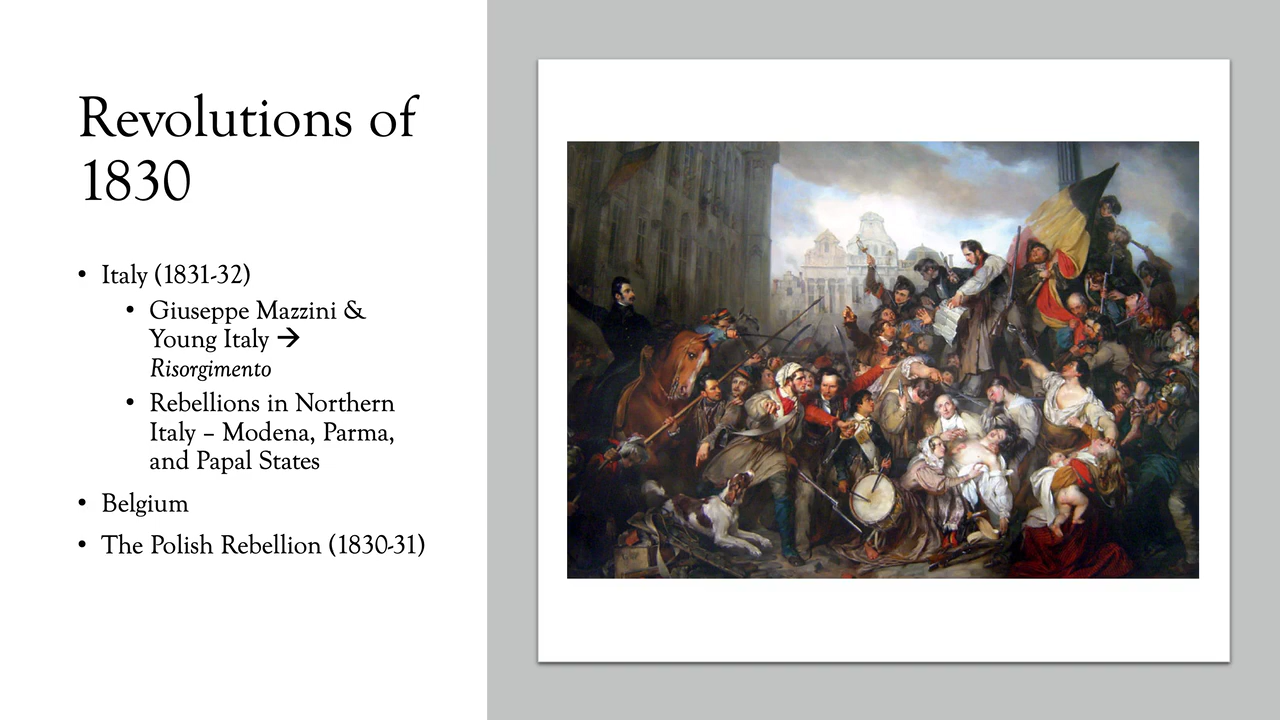 Revolutions of
1830
• Italy (1831-32)
• Giuseppe Mazzini &
Young Italy →
Risorgimento
• Rebellions in Northern
Italy – Modena, Parma,
and Papal States
• Belgium
• The Polish Rebellion (1830-31)